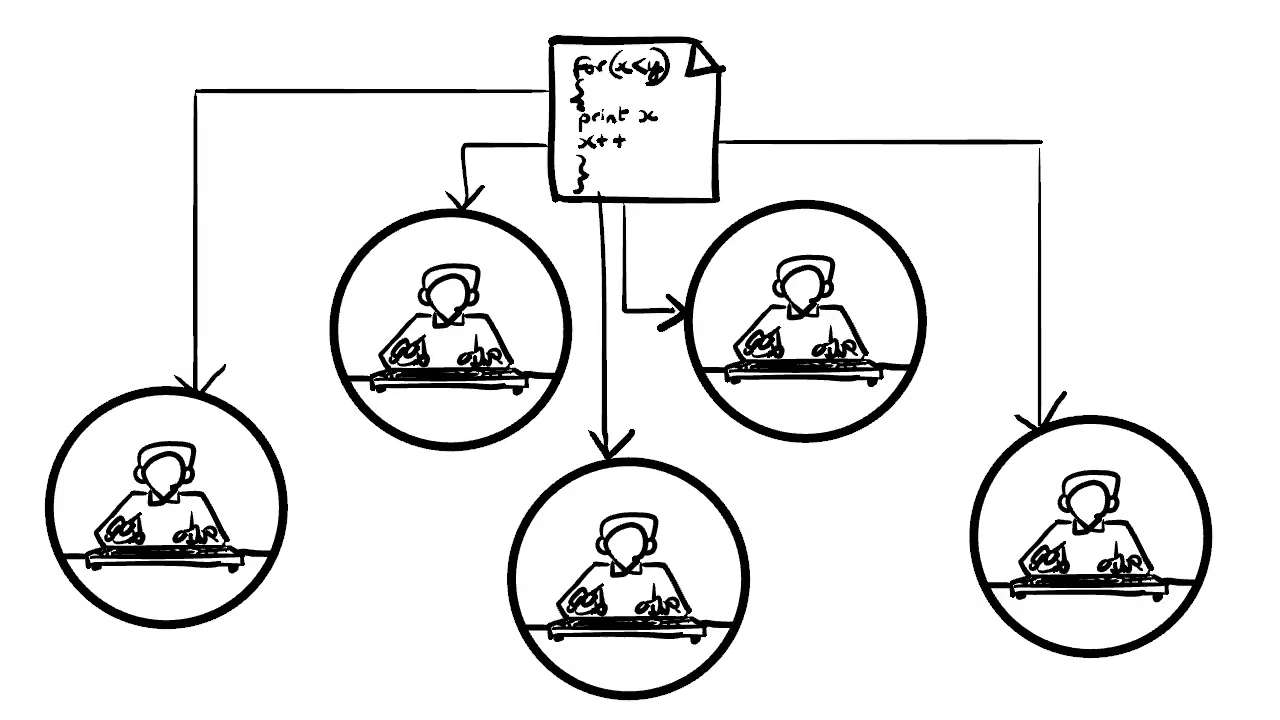 for(x<y)
{
print x
x++
}